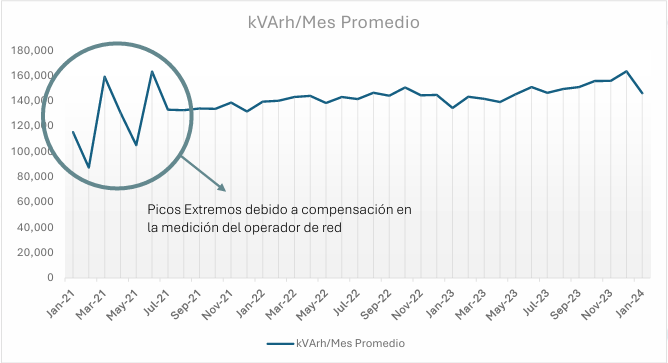 kVArh/Mes Promedio
180,000
160,000
140,000
120,000
100,000
80,000
60,000
40,000
20,000
0
Picos Extremos debido a compensación en
la medición del operador de red
Jan-21
Mar-21
May-21
Jul-21
Sep-21
Nov-21
Jan-22
Mar-22
May-22
Jul-22
Sep-22
Nov-22
Jan-23
Mar-23
May-23
Jul-23
Sep-23
Nov-23
Jan-24
kVArh/Mes Promedio